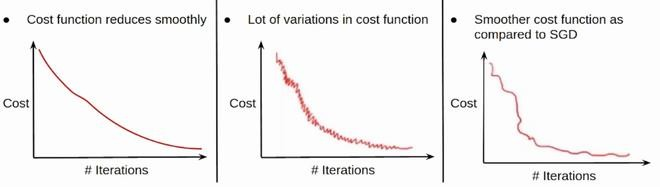 ● Cost function reduces smoothly
Cost
# Iterations
● Lot of variations in cost function
Cost
# Iterations
● Smoother cost function as
compared to SGD
Cost
# Iterations